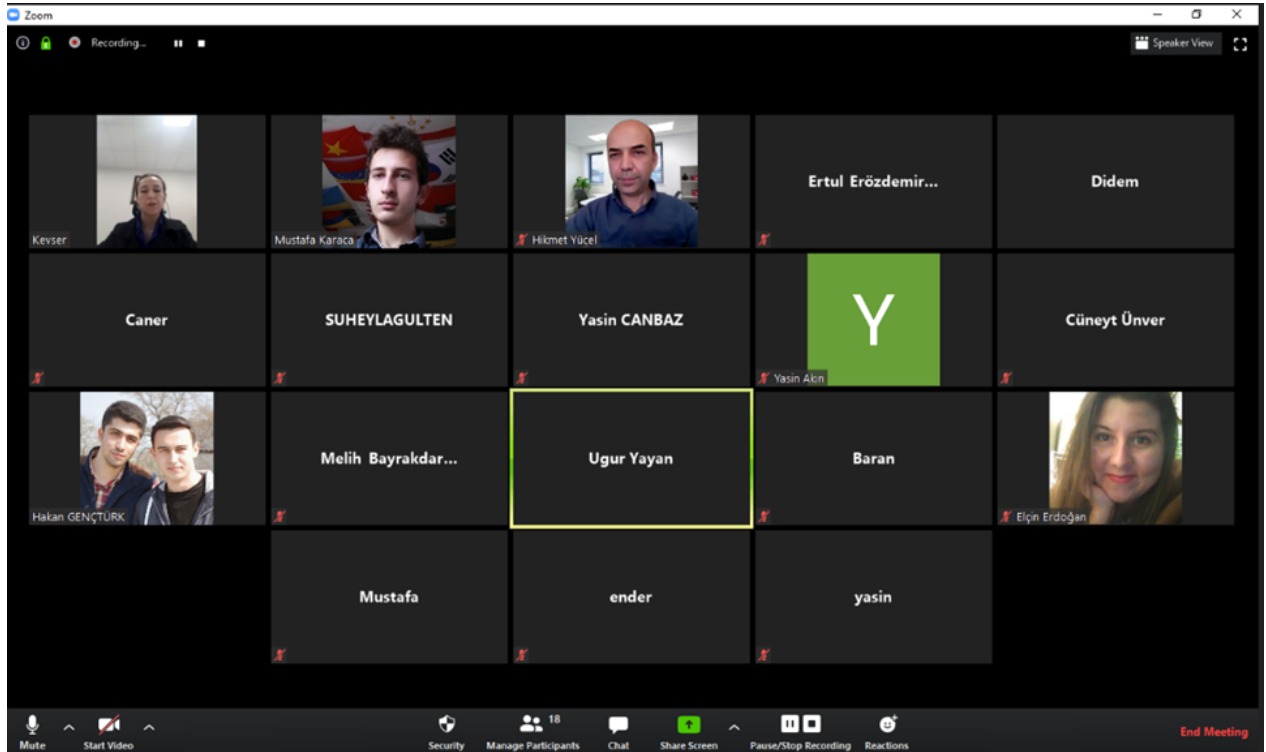 Zoom
Recording...
Speaker View
Kevser
Mustafa Karaca
Hikmet Yücel
Ertul Erözdemir...
Didem
Caner
SUHEYLAGULTEN
Yasin CANBAZ
Y
Yasin Akın
Cüneyt Ünver
Hakan GENÇTÜRK
Melih Bayrakdar...
Ugur Yayan
Baran
Elçin Erdoğan
Mustafa
ender
yasin
Mute
Start Video
Security
18
Manage Participants
Chat
Share Screen
Pause/Stop Recording
Reactions
End Meeting